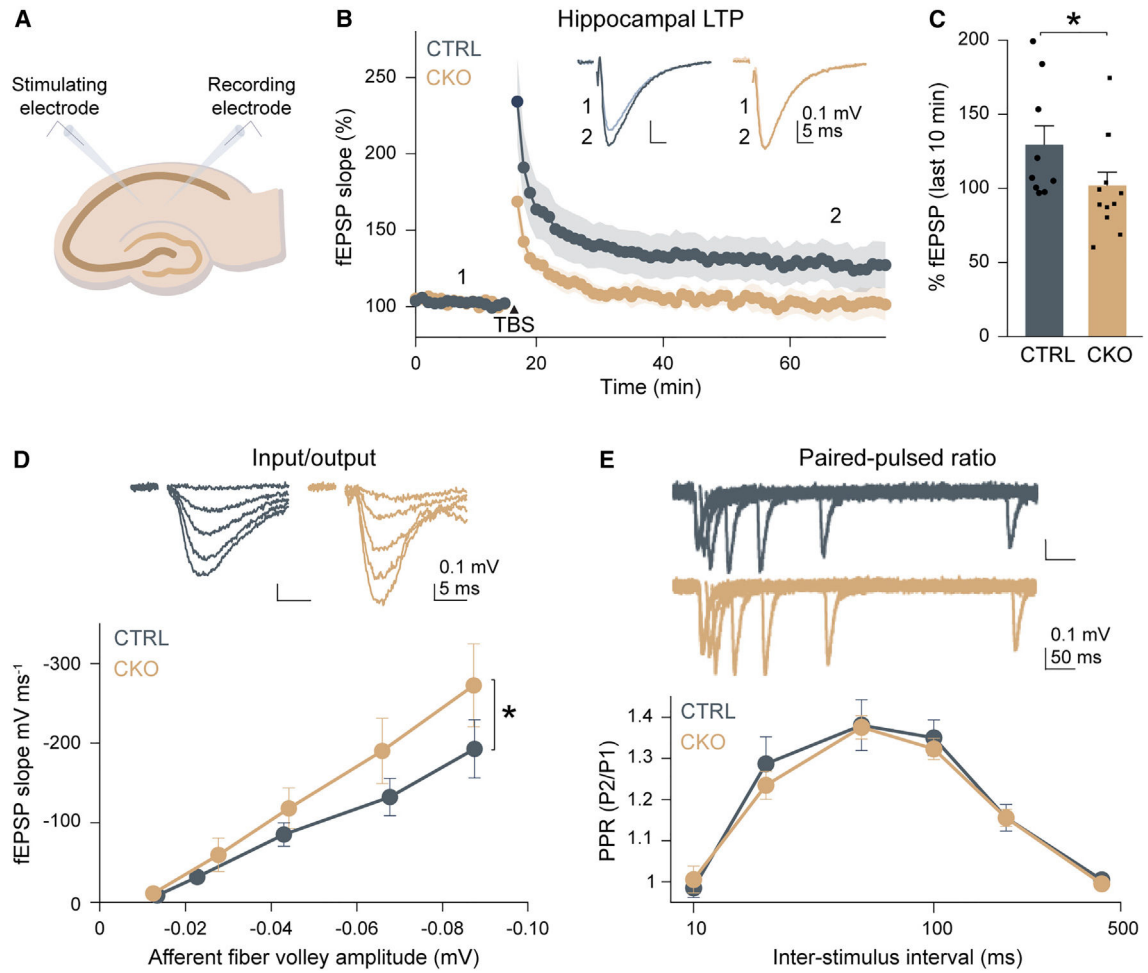 A
Stimulating
electrode
Recording
electrode
B
Hippocampal LTP
CTRL
CKO
fEPSP slope (%)
250
200
150
100
1
2
1
2
0.1 mV
5 ms
1
2
TBS
0
20
40
60
Time (min)
C
*
% fEPSP (last 10 min)
200
150
100
50
0
CTRL
CKO
D
Input/output
0.1 mV
5 ms
CTRL
CKO
fEPSP slope mV ms⁻¹
-300
-200
-100
0
*
0
-0.02
-0.04
-0.06
-0.08
-0.10
Afferent fiber volley amplitude (mV)
E
Paired-pulsed ratio
0.1 mV
50 ms
CTRL
CKO
PPR (P2/P1)
1.4
1.3
1.2
1.1
1
10
100
500
Inter-stimulus interval (ms)